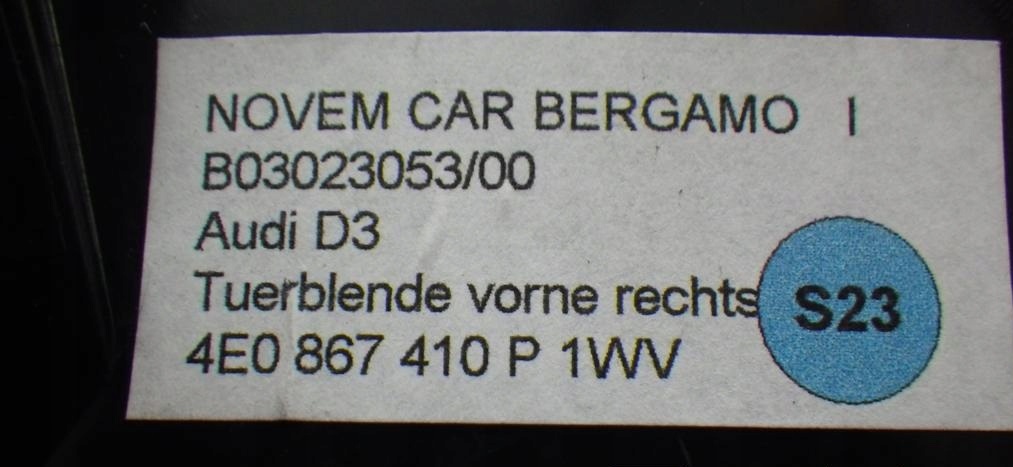 NOVEM CAR BERGAMO I
B03023053/00
Audi D3
Tuerblende vorne rechts
S23
4E0 867 410 P 1WV